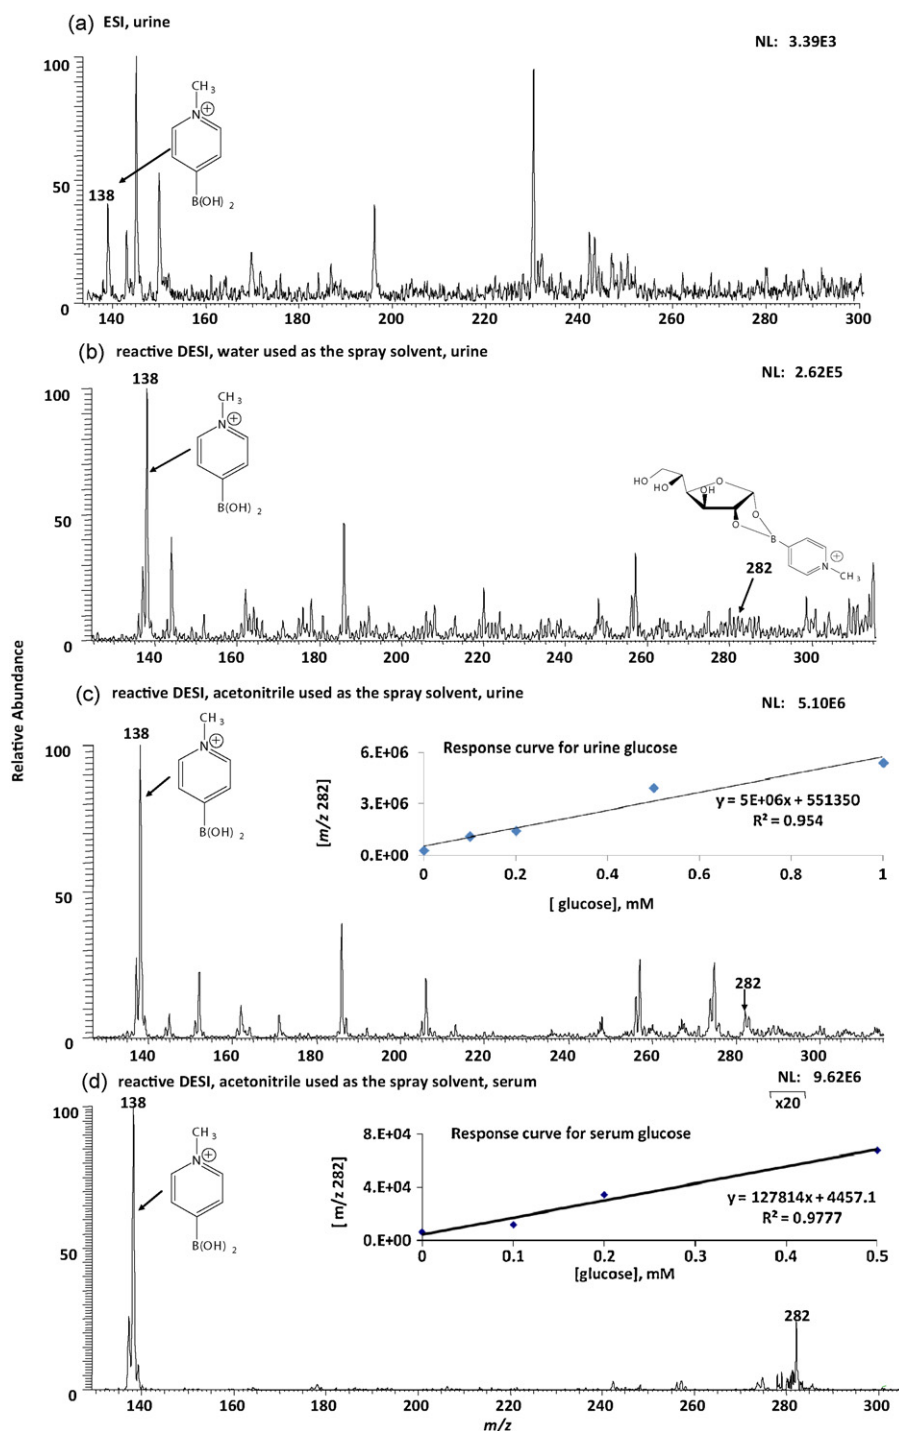 (a) ESI, urine
NL: 3.39E3
100
50
0
138
CH3
N
+
B(OH) 2
140 160 180 200 220 240 260 280 300
(b) reactive DESI, water used as the spray solvent, urine
NL: 2.62E5
100
50
0
138
CH3
N
+
B(OH) 2
HO
HO
OH
O
O
O
B
N
+
CH3
282
140 160 180 200 220 240 260 280 300
Relative Abundance
(c) reactive DESI, acetonitrile used as the spray solvent, urine
NL: 5.10E6
100
50
0
138
CH3
N
+
B(OH) 2
Response curve for urine glucose
6.E+06
3.E+06
0.E+00
[m/z 282]
y = 5E+06x + 551350
R² = 0.954
0 0.2 0.4 0.6 0.8 1
[ glucose], mM
282
140 160 180 200 220 240 260 280 300
(d) reactive DESI, acetonitrile used as the spray solvent, serum
NL: 9.62E6
x20
100
50
0
138
CH3
N
+
B(OH) 2
Response curve for serum glucose
8.E+04
4.E+04
0.E+00
[ m/z 282]
y = 127814x + 4457.1
R² = 0.9777
0 0.1 0.2 0.3 0.4 0.5
[glucose], mM
282
140 160 180 200 220 240 260 280 300
m/z